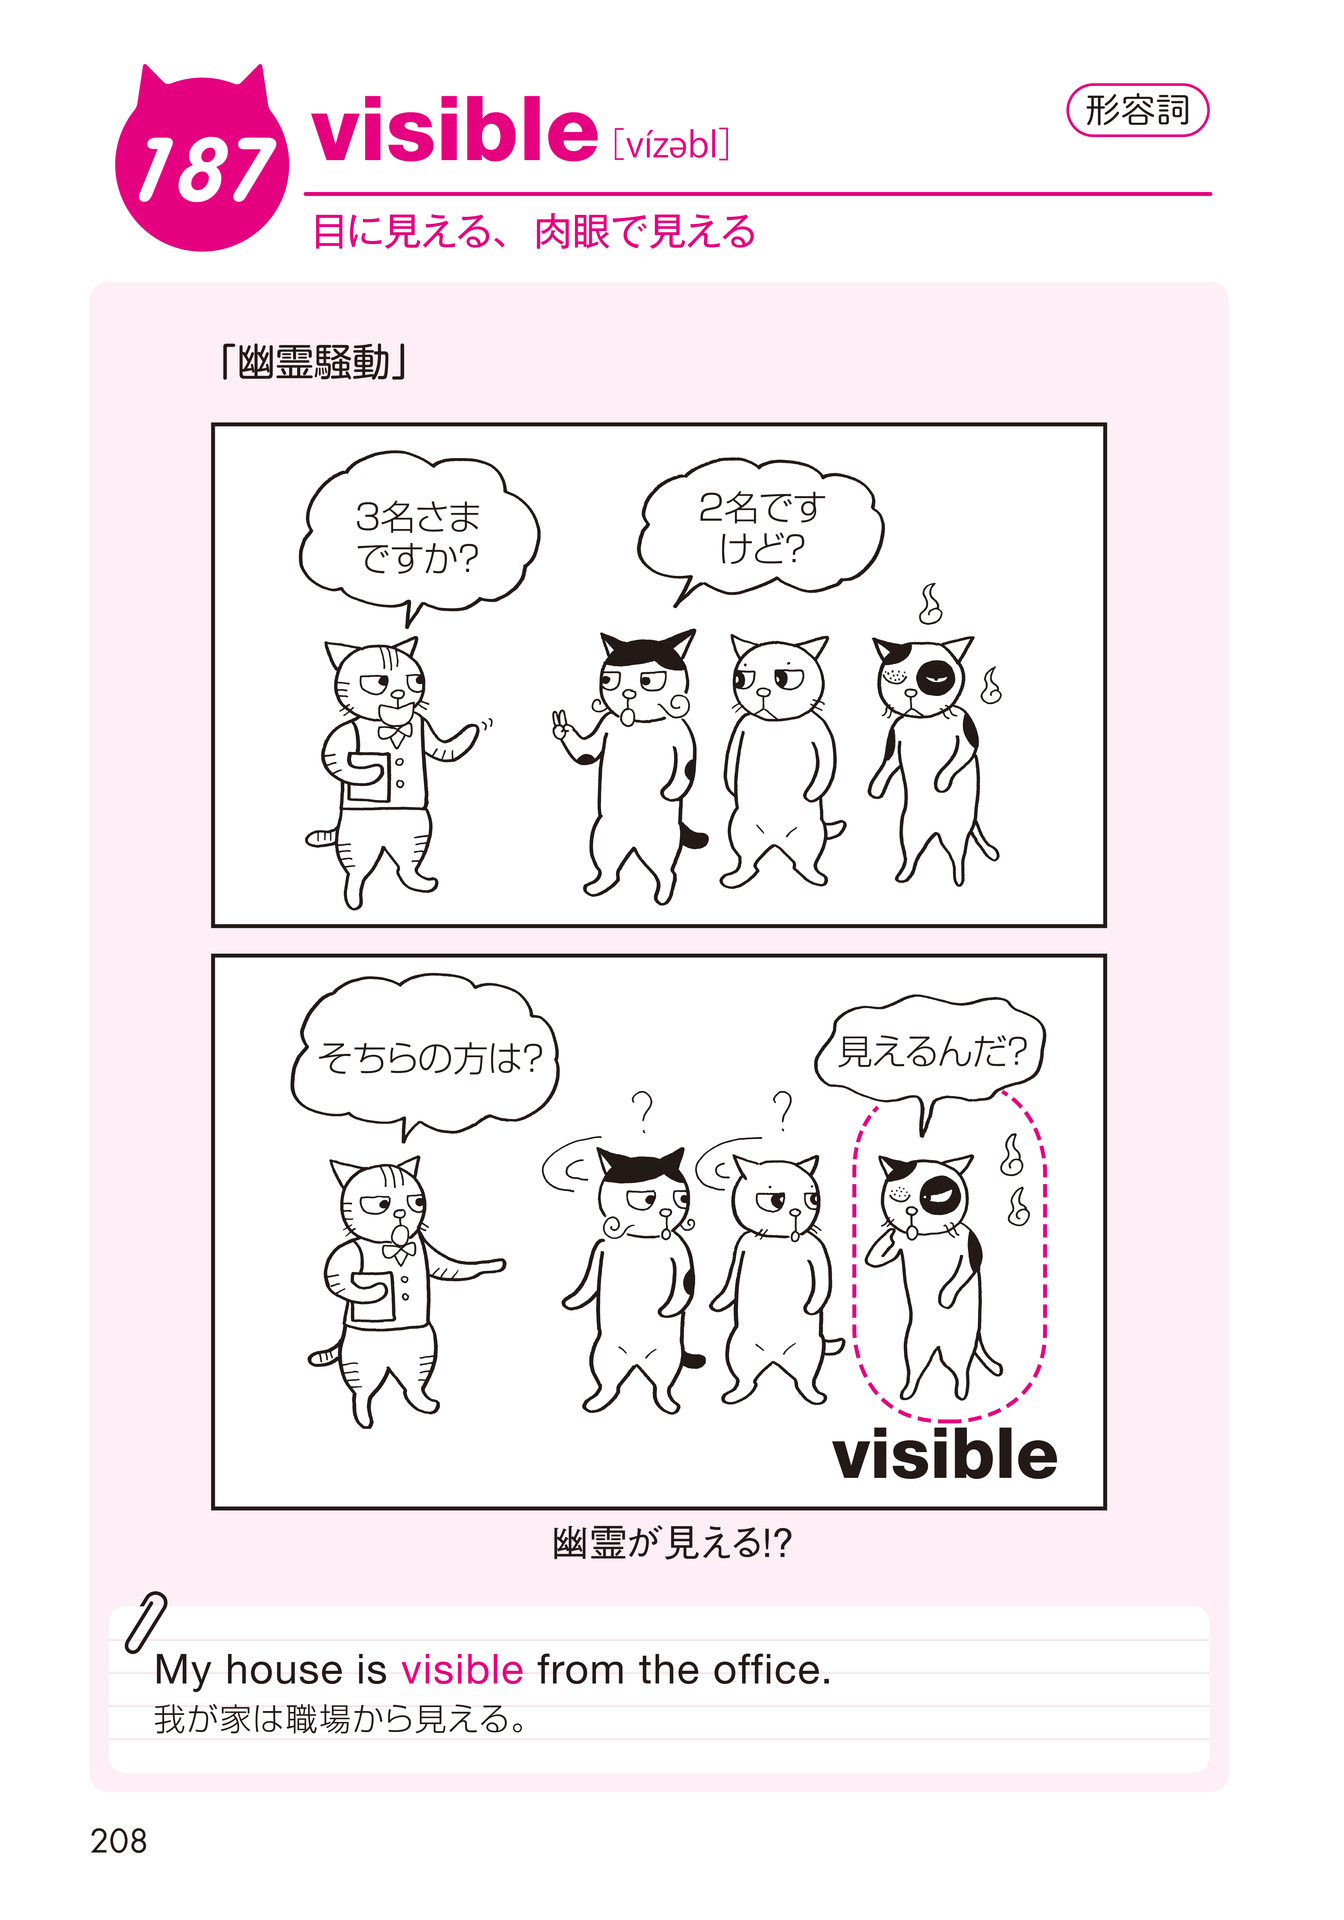 187
visible [vízəbl]
形容詞
目に見える、肉眼で見える
「幽霊騒動」
3名さま
ですか?
2名です
けど?
そちらの方は?
見えるんだ?
?
?
visible
幽霊が見える!?
My house is visible from the office.
我が家は職場から見える。
208